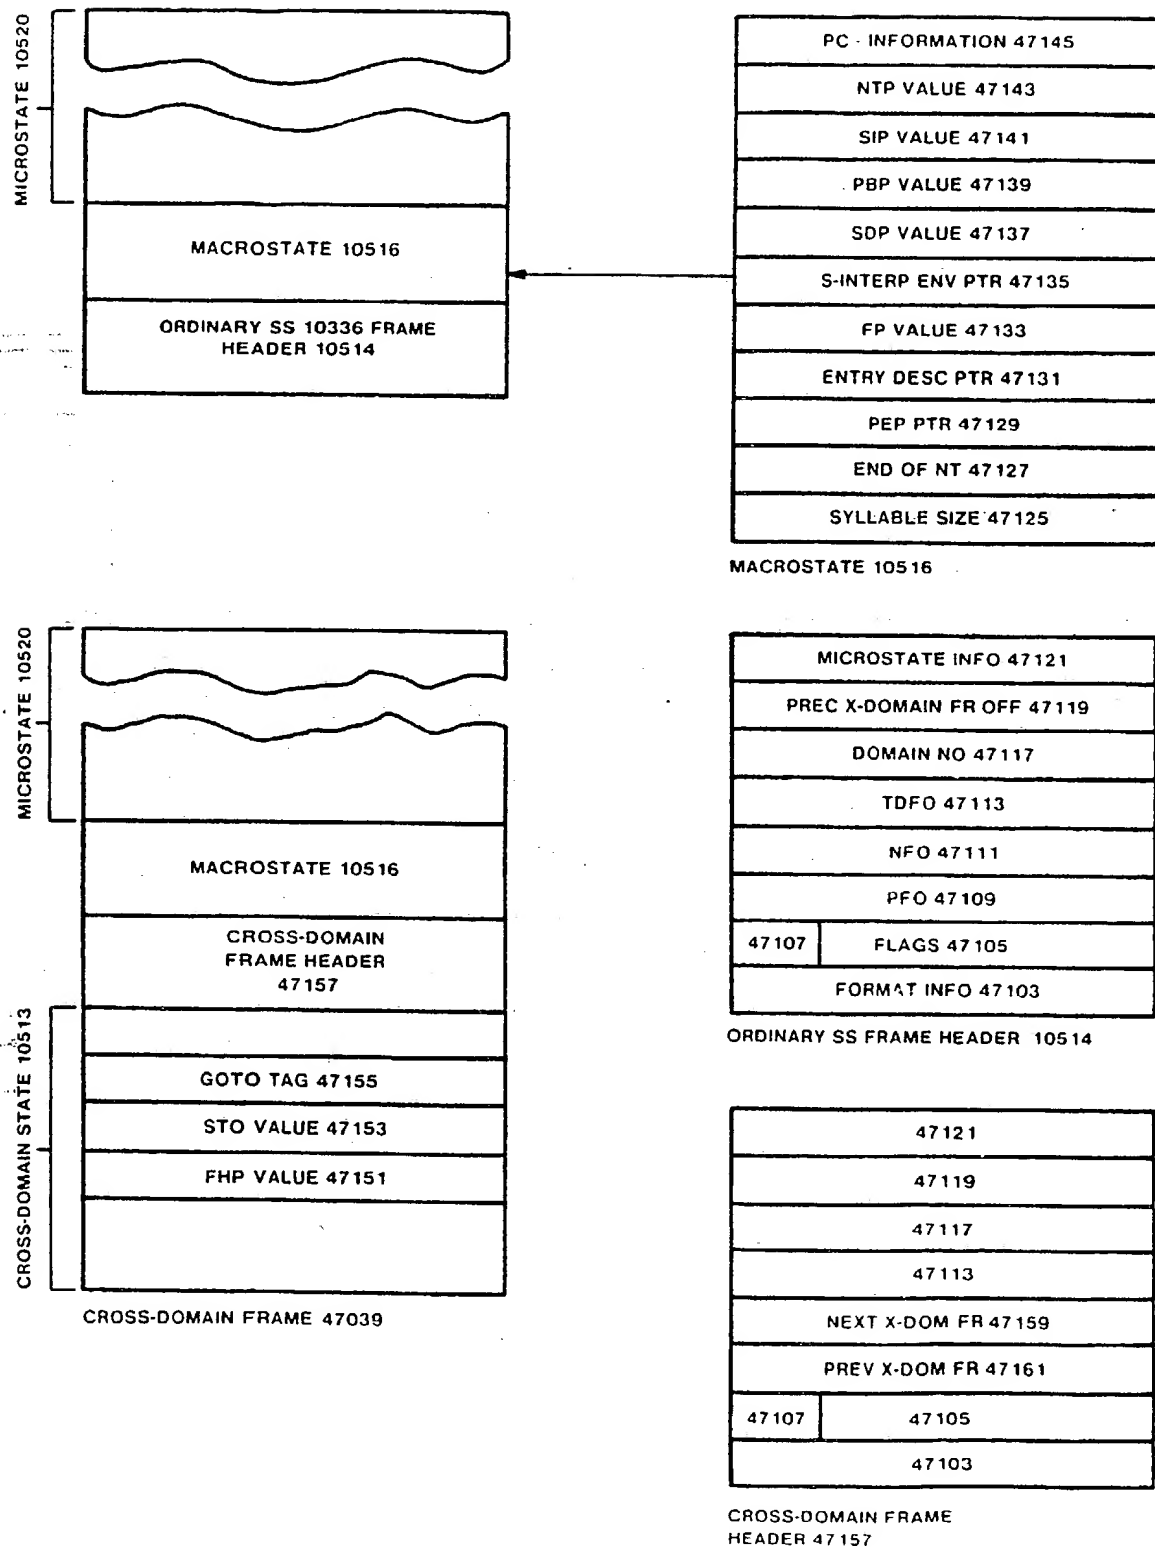 MICROSTATE 10520
MACROSTATE 10516
ORDINARY SS 10336 FRAME
HEADER 10514
PC - INFORMATION 47145
NTP VALUE 47143
SIP VALUE 47141
PBP VALUE 47139
SDP VALUE 47137
S-INTERP ENV PTR 47135
FP VALUE 47133
ENTRY DESC PTR 47131
PEP PTR 47129
END OF NT 47127
SYLLABLE SIZE 47125
MACROSTATE 10516
MICROSTATE 10520
MACROSTATE 10516
CROSS-DOMAIN
FRAME HEADER
47157
CROSS-DOMAIN STATE 10513
GOTO TAG 47155
STO VALUE 47153
FHP VALUE 47151
CROSS-DOMAIN FRAME 47039
MICROSTATE INFO 47121
PREC X-DOMAIN FR OFF 47119
DOMAIN NO 47117
TDFO 47113
NFO 47111
PFO 47109
47107 FLAGS 47105
FORMAT INFO 47103
ORDINARY SS FRAME HEADER 10514
47121
47119
47117
47113
NEXT X-DOM FR 47159
PREV X-DOM FR 47161
47107 47105
47103
CROSS-DOMAIN FRAME
HEADER 47157